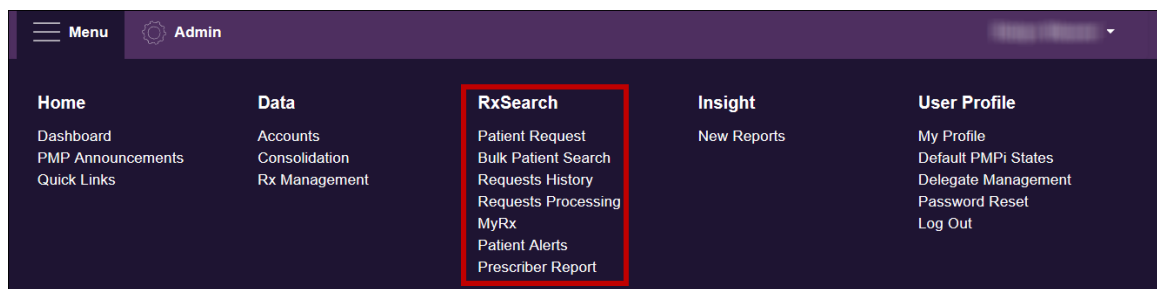 Menu Admin
Home
Dashboard
PMP Announcements
Quick Links
Data
Accounts
Consolidation
Rx Management
RxSearch
Patient Request
Bulk Patient Search
Requests History
Requests Processing
MyRx
Patient Alerts
Prescriber Report
Insight
New Reports
User Profile
My Profile
Default PMPi States
Delegate Management
Password Reset
Log Out